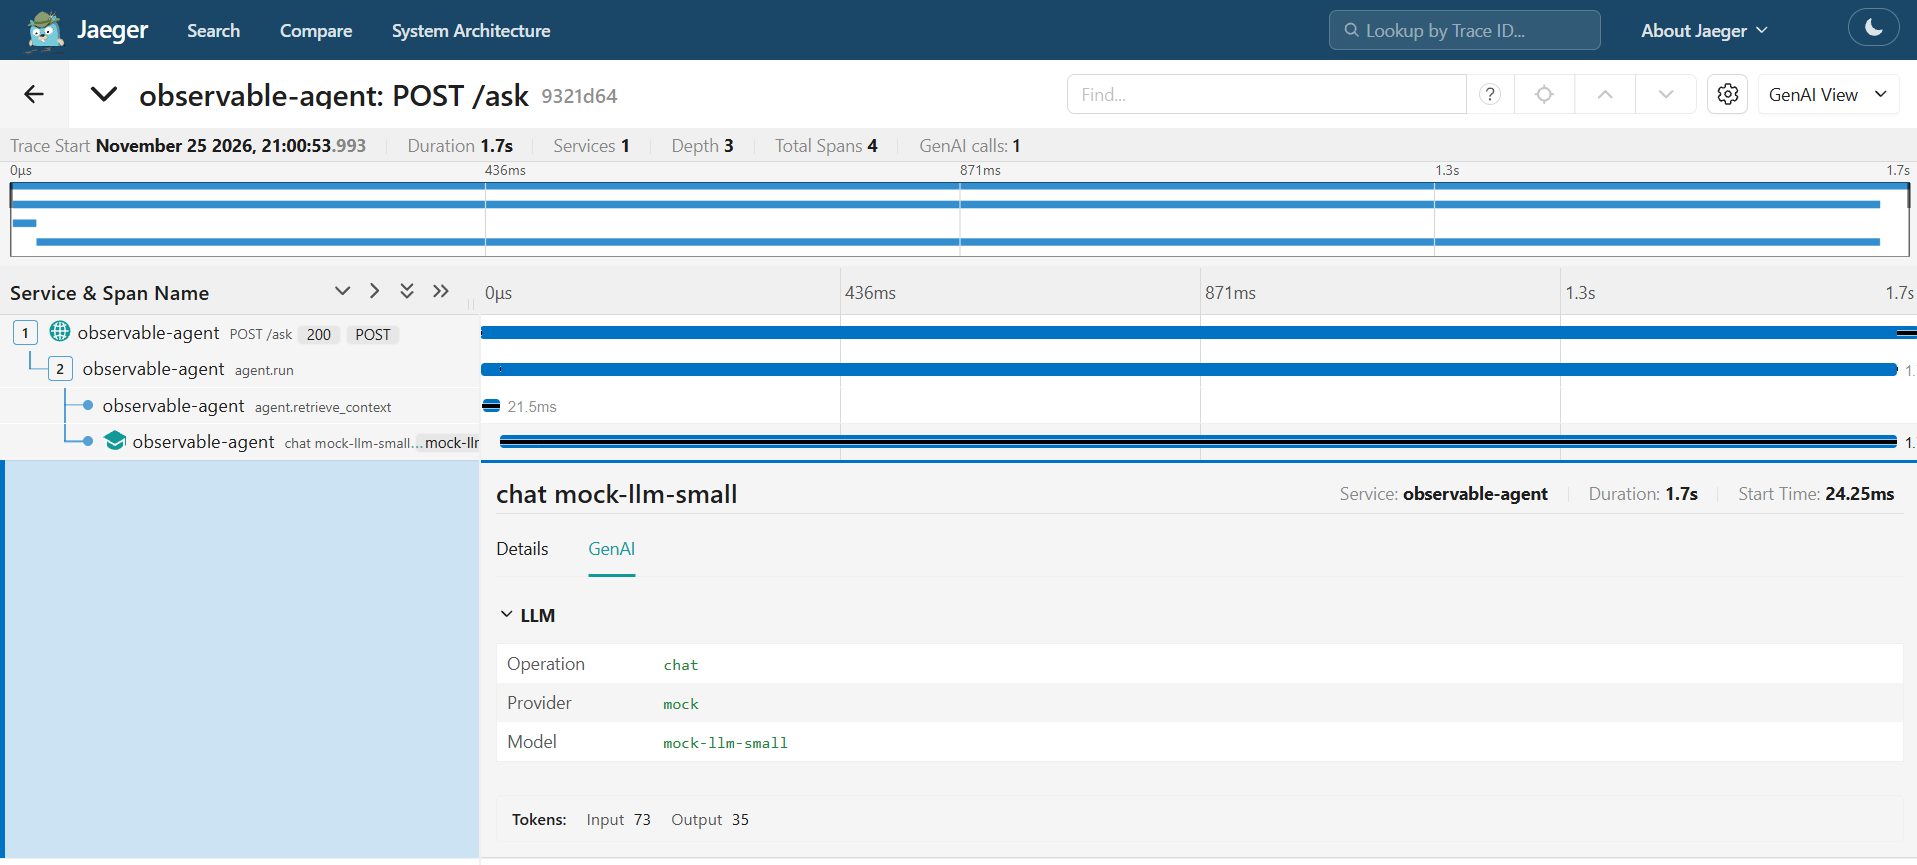 Jaeger Search Compare System Architecture Lookup by Trace ID... About Jaeger
observable-agent: POST /ask 9321d64 Find... ? GenAI View
Trace Start November 25 2026, 21:00:53.993 Duration 1.7s Services 1 Depth 3 Total Spans 4 GenAI calls: 1
0μs 436ms 871ms 1.3s 1.7s
Service & Span Name 0μs 436ms 871ms 1.3s 1.7s
1 observable-agent POST /ask 200 POST
2 observable-agent agent.run 1.
observable-agent agent.retrieve_context 21.5ms
observable-agent chat mock-llm-small... mock-llm 1.
chat mock-llm-small Service: observable-agent Duration: 1.7s Start Time: 24.25ms
Details GenAI
LLM
Operation chat
Provider mock
Model mock-llm-small
Tokens: Input 73 Output 35